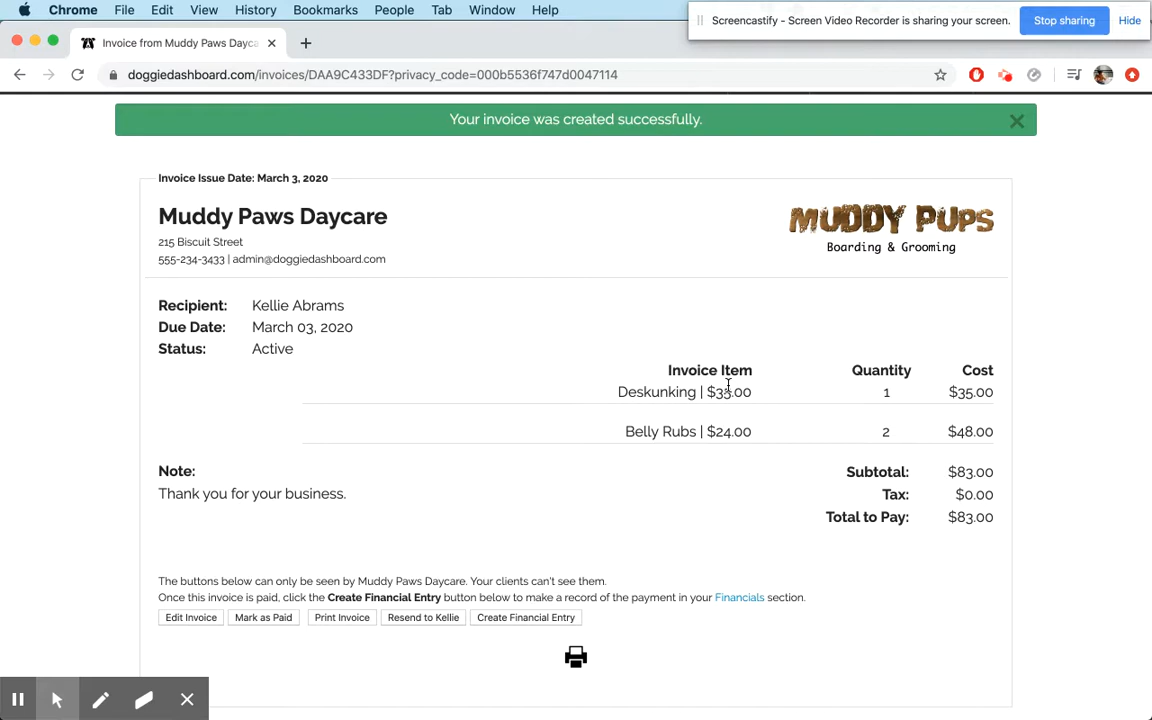 Chrome File Edit View History Bookmarks People Tab Window Help
Screencastify - Screen Video Recorder is sharing your screen. Stop sharing Hide
Invoice from Muddy Paws Dayca
doggiedashboard.com/invoices/DAA9C433DF?privacy_code=000b5536f747d0047114
Your invoice was created successfully.
Invoice Issue Date: March 3, 2020
Muddy Paws Daycare
215 Biscuit Street
555-234-3433 | admin@doggiedashboard.com
MUDDY PUPS
Boarding & Grooming
Recipient: Kellie Abrams
Due Date: March 03, 2020
Status: Active
Invoice Item Quantity Cost
Deskunking | $35.00 1 $35.00
Belly Rubs | $24.00 2 $48.00
Note:
Thank you for your business.
Subtotal: $83.00
Tax: $0.00
Total to Pay: $83.00
The buttons below can only be seen by Muddy Paws Daycare. Your clients can't see them.
Once this invoice is paid, click the Create Financial Entry button below to make a record of the payment in your Financials section.
Edit Invoice Mark as Paid Print Invoice Resend to Kellie Create Financial Entry